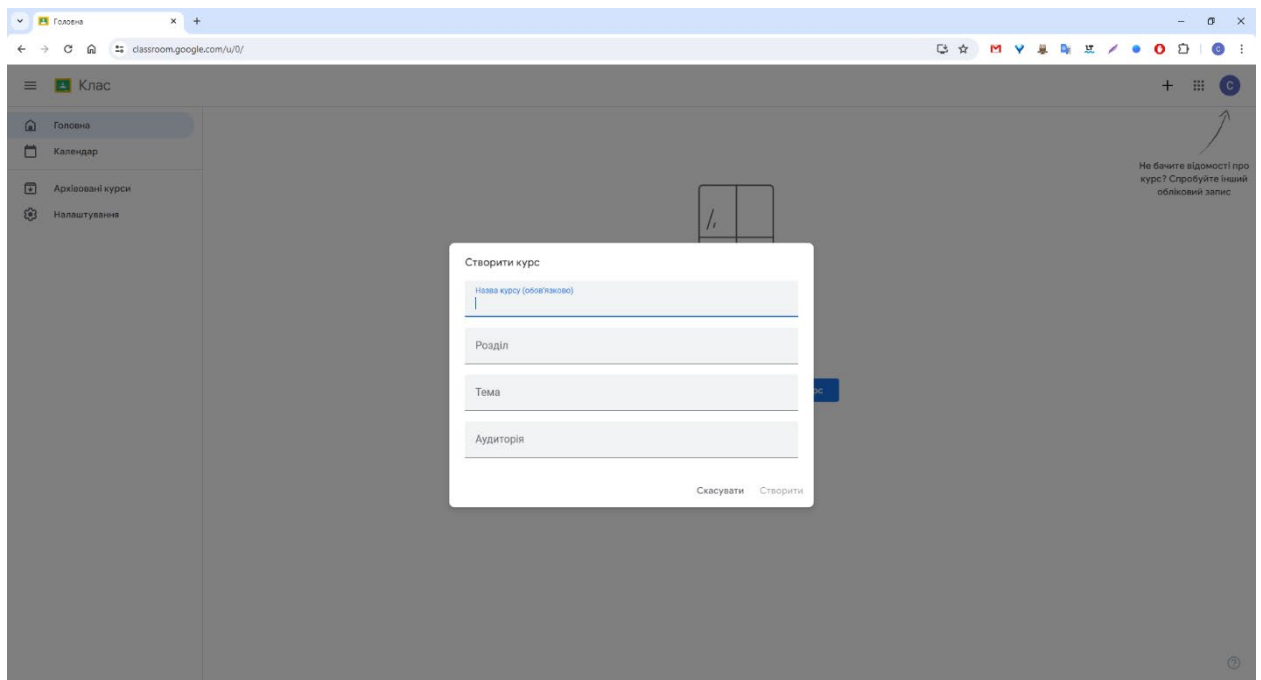 Головна
classroom.google.com/u/0/
Клас
C
Головна
Календар
Архівовані курси
Налаштування
Не бачите відомості про
курс? Спробуйте інший
обліковий запис
Створити курс
Назва курсу (обов'язково)
Розділ
Тема
Аудиторія
рс
Скасувати Створити